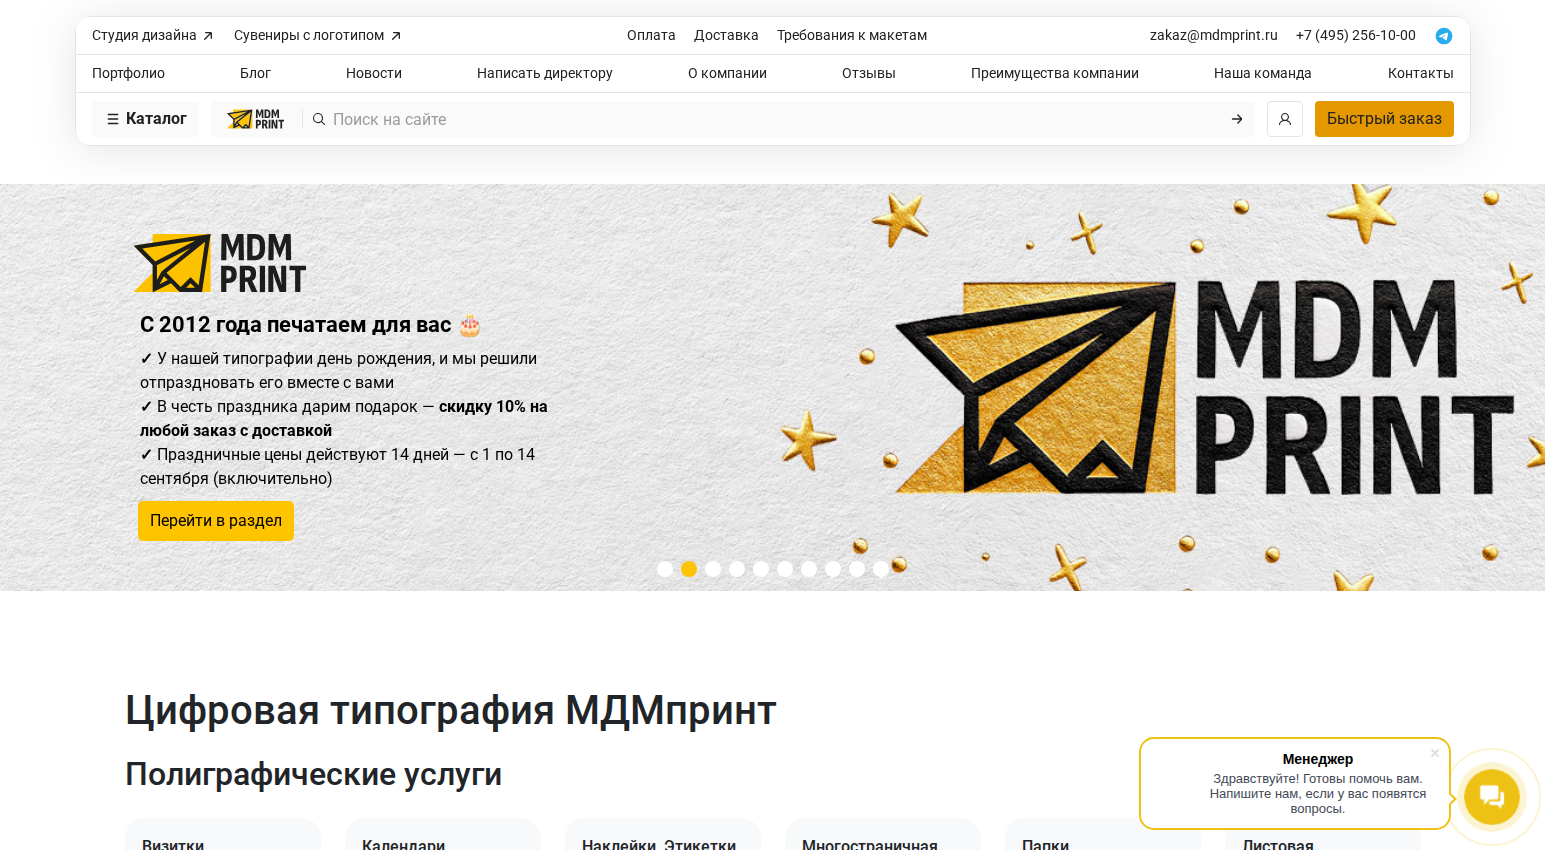 Студия дизайна Сувениры с логотипом Оплата Доставка Требования к макетам zakaz@mdmprint.ru +7 (495) 256-10-00
Портфолио Блог Новости Написать директору О компании Отзывы Преимущества компании Наша команда Контакты
Каталог MDM PRINT Поиск на сайте Быстрый заказ
MDM
PRINT
С 2012 года печатаем для вас 🎂
✓ У нашей типографии день рождения, и мы решили
отпраздновать его вместе с вами
✓ В честь праздника дарим подарок — скидку 10% на
любой заказ с доставкой
✓ Праздничные цены действуют 14 дней — с 1 по 14
сентября (включительно)
Перейти в раздел
MDM
PRINT
Цифровая типография МДМпринт
Полиграфические услуги
Менеджер
Здравствуйте! Готовы помочь вам.
Напишите нам, если у вас появятся
вопросы.
Визитки Календари Наклейки, Этикетки Многостраничная Папки Листовая